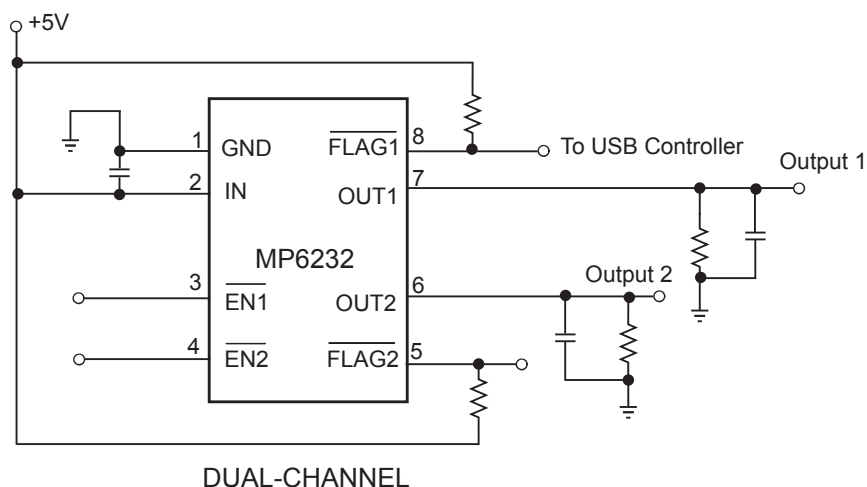 +5V
1
GND
FLAG1
8
To USB Controller
2
IN
OUT1
7
Output 1
MP6232
3
EN1
OUT2
6
Output 2
4
EN2
FLAG2
5
DUAL-CHANNEL